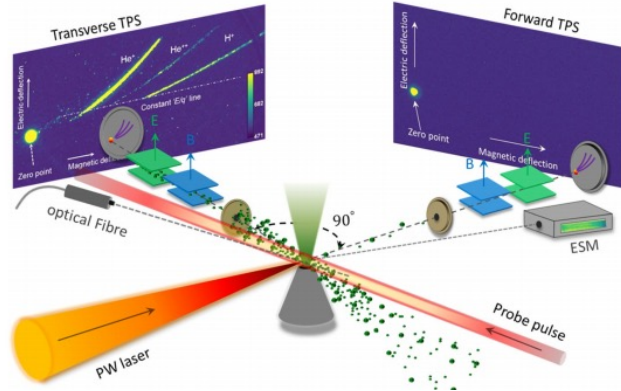 Transverse TPS
Forward TPS
Electric deflection
He⁺
He⁺⁺
H⁺
892
682
471
Constant 'E/q' line
Zero point
Magnetic defle
E
B
optical Fibre
Electric deflection
Zero point
Magnetic deflection
E
B
90°
ESM
PW laser
Probe pulse